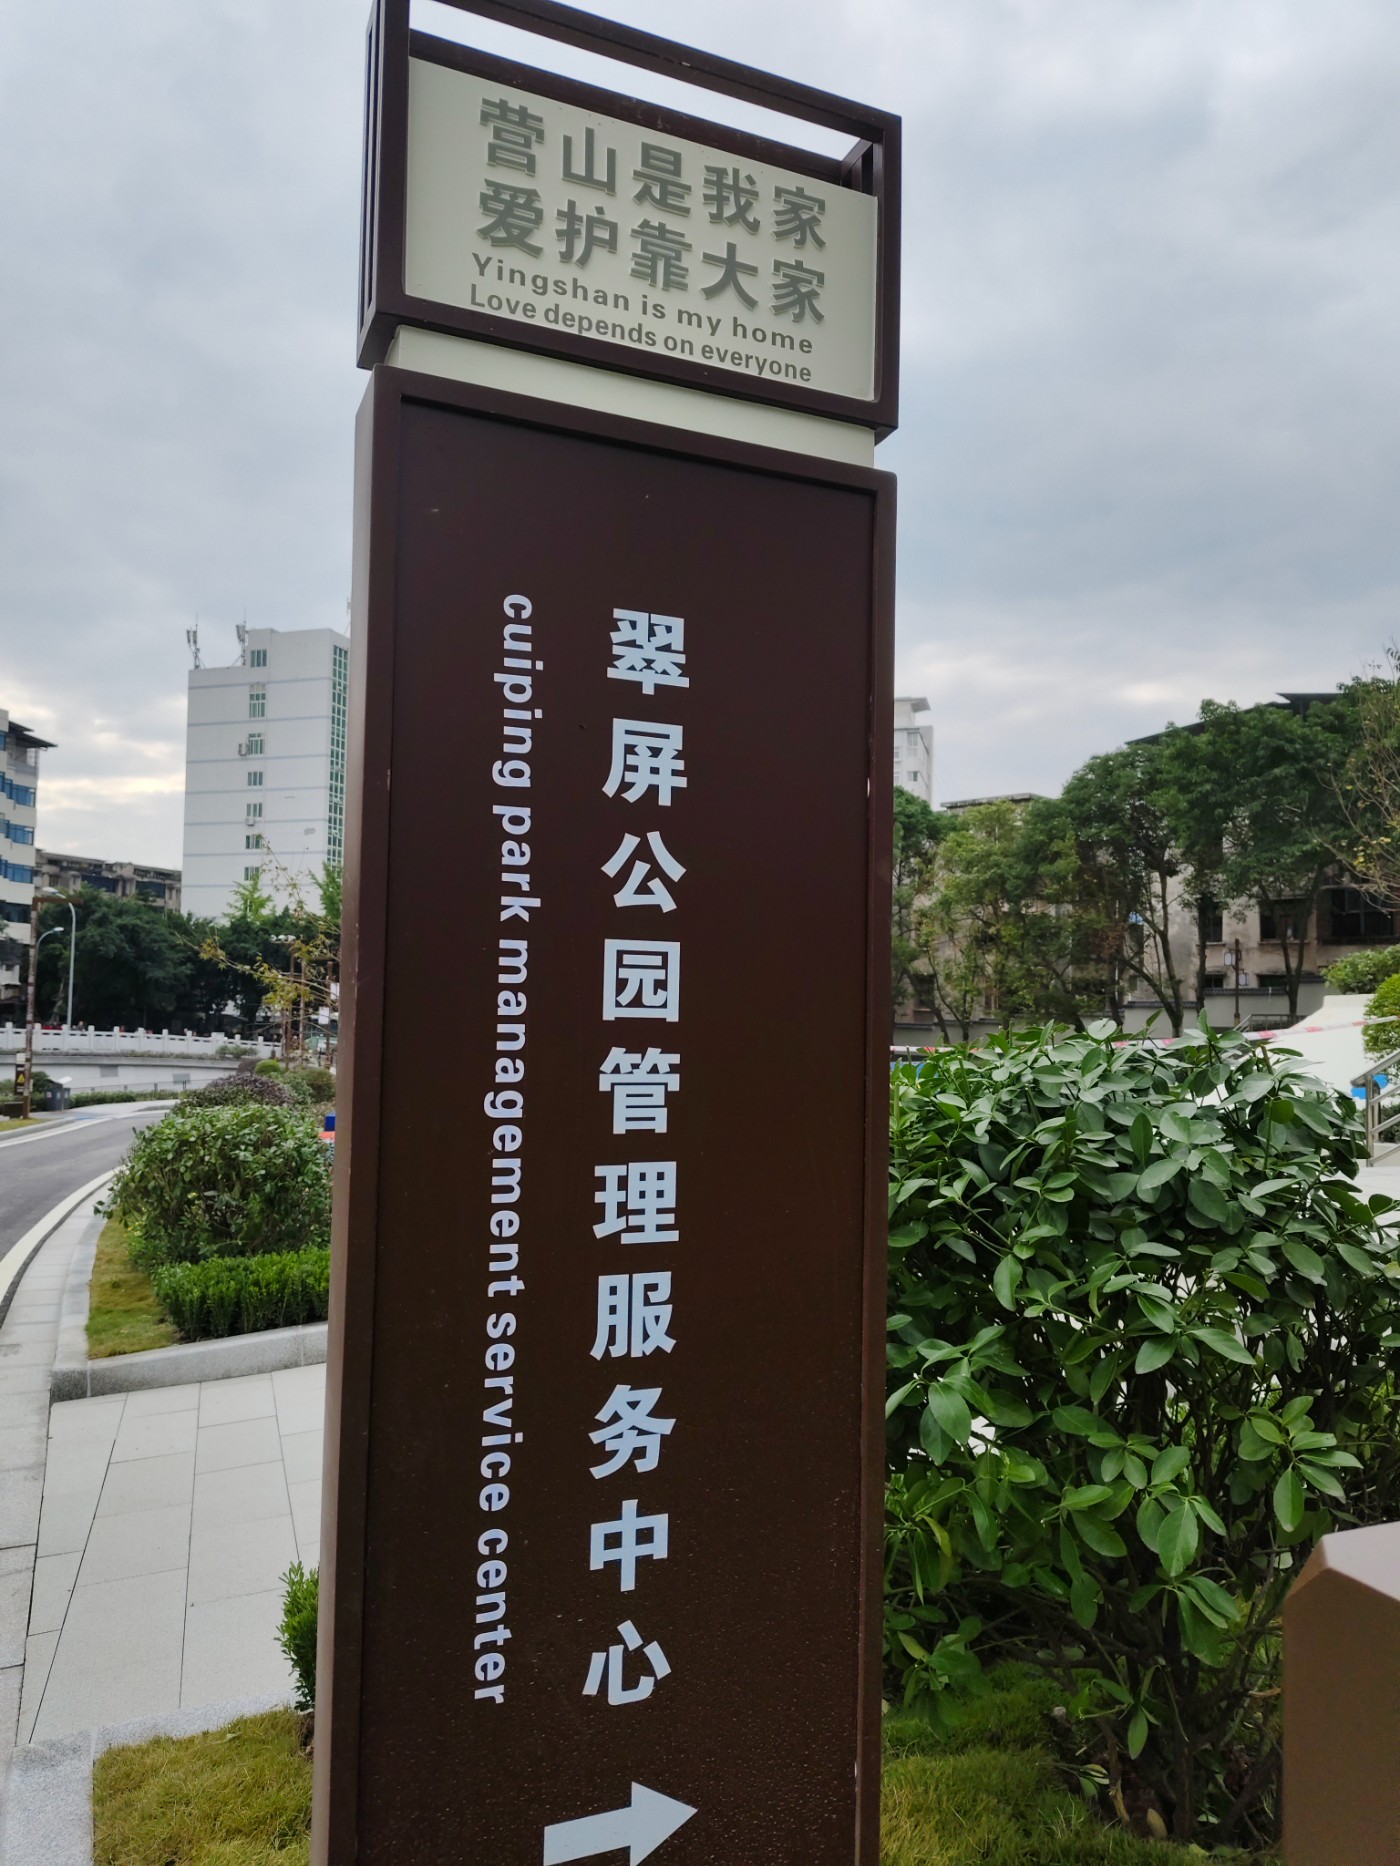 营山是我家
爱护靠大家
Yingshan is my home
Love depends on everyone
翠屏公园管理服务中心
cuiping park management service center